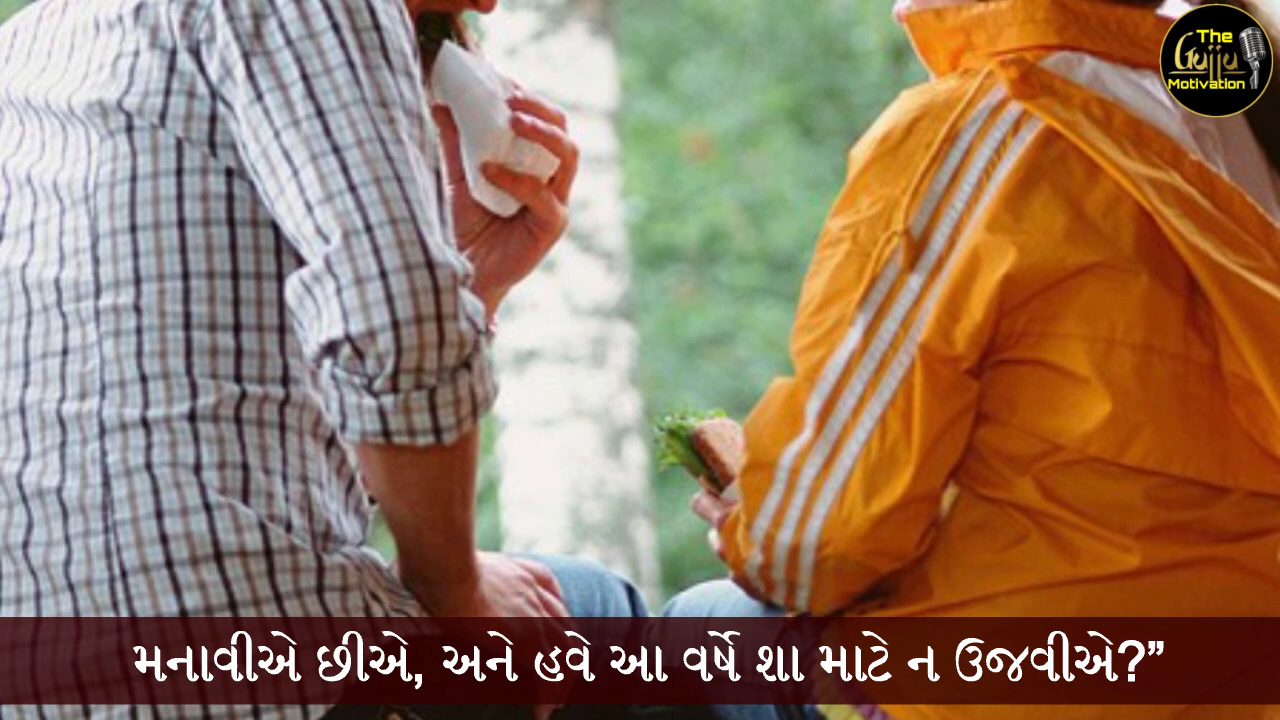 The
Gujju
Motivation
મનાવીએ છીએ, અને હવે આ વર્ષે શા માટે ન ઉજવીએ?”